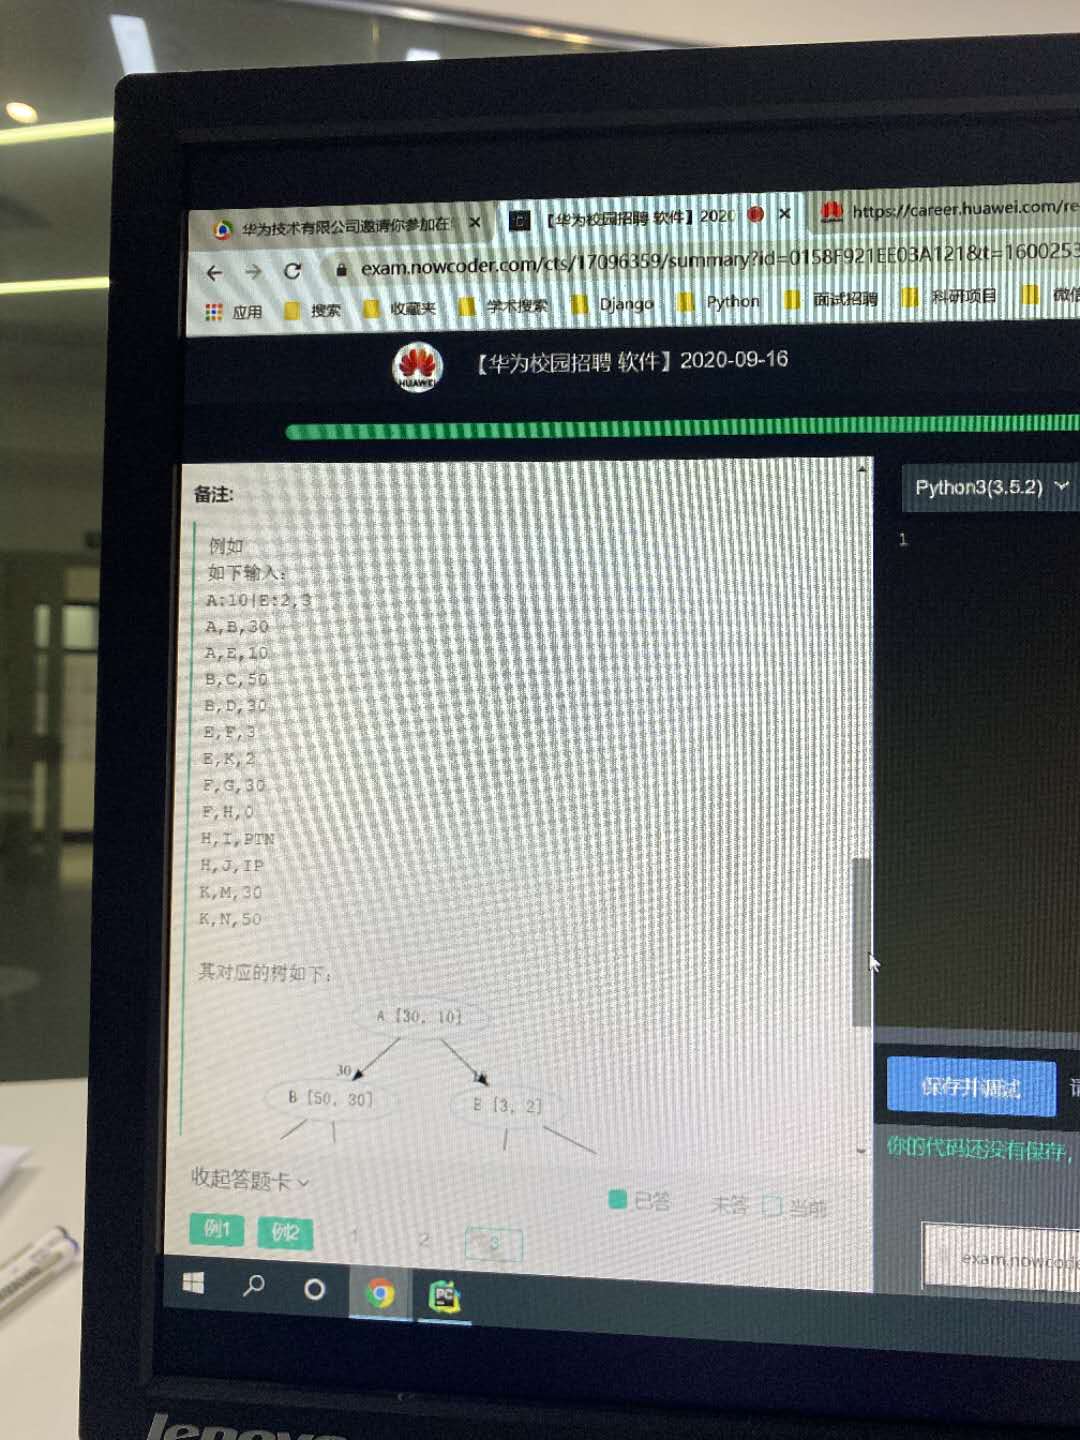 华为技术有限公司邀请你参加在
【华为校园招聘 软件】2020
https://career.huawei.com/re
exam.nowcoder.com/cts/17096359/summary?id=0158F921EE03A121&t=1600253
应用 搜索 收藏夹 学术搜索 Django Python 面试招聘 科研项目 微信
HUAWEI
【华为校园招聘 软件】2020-09-16
备注:
Python3(3.5.2)
1
例如
如下输入:
A:10|E:2,3
A,B,30
A,E,10
B,C,50
B,D,30
E,F,3
E,K,2
F,G,30
F,H,0
H,I,PTN
H,J,IP
K,M,30
K,N,50
其对应的树如下:
A [30, 10]
30
B [50, 30]
E [3, 2]
保存并调试
你的代码还没有保存,
收起答题卡
已答 未答 当前
例1 例2 1 2 3
exam.nowcode
PC
lenovo